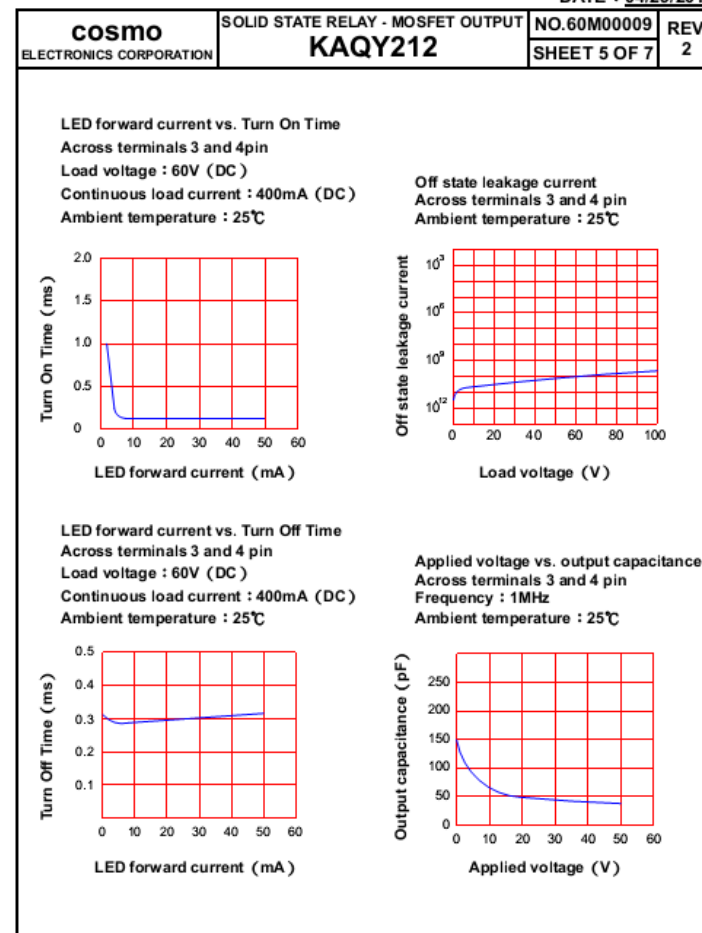 cosmo
ELECTRONICS CORPORATION
SOLID STATE RELAY - MOSFET OUTPUT
KAQY212
NO.60M00009
SHEET 5 OF 7
REV
2
LED forward current vs. Turn On Time
Across terminals 3 and 4pin
Load voltage : 60V (DC)
Continuous load current : 400mA (DC)
Ambient temperature : 25℃
Turn On Time (ms)
2.0
1.5
1.0
0.5
0
0 10 20 30 40 50 60
LED forward current (mA)
Off state leakage current
Across terminals 3 and 4 pin
Ambient temperature : 25℃
Off state leakage current
10³
10⁶
10⁹
10¹²
0 20 40 60 80 100
Load voltage (V)
LED forward current vs. Turn Off Time
Across terminals 3 and 4 pin
Load voltage : 60V (DC)
Continuous load current : 400mA (DC)
Ambient temperature : 25℃
Turn Off Time (ms)
0.5
0.4
0.3
0.2
0.1
0 10 20 30 40 50 60
LED forward current (mA)
Applied voltage vs. output capacitance
Across terminals 3 and 4 pin
Frequency : 1MHz
Ambient temperature : 25℃
Output capacitance (pF)
250
200
150
100
50
0
0 10 20 30 40 50 60
Applied voltage (V)